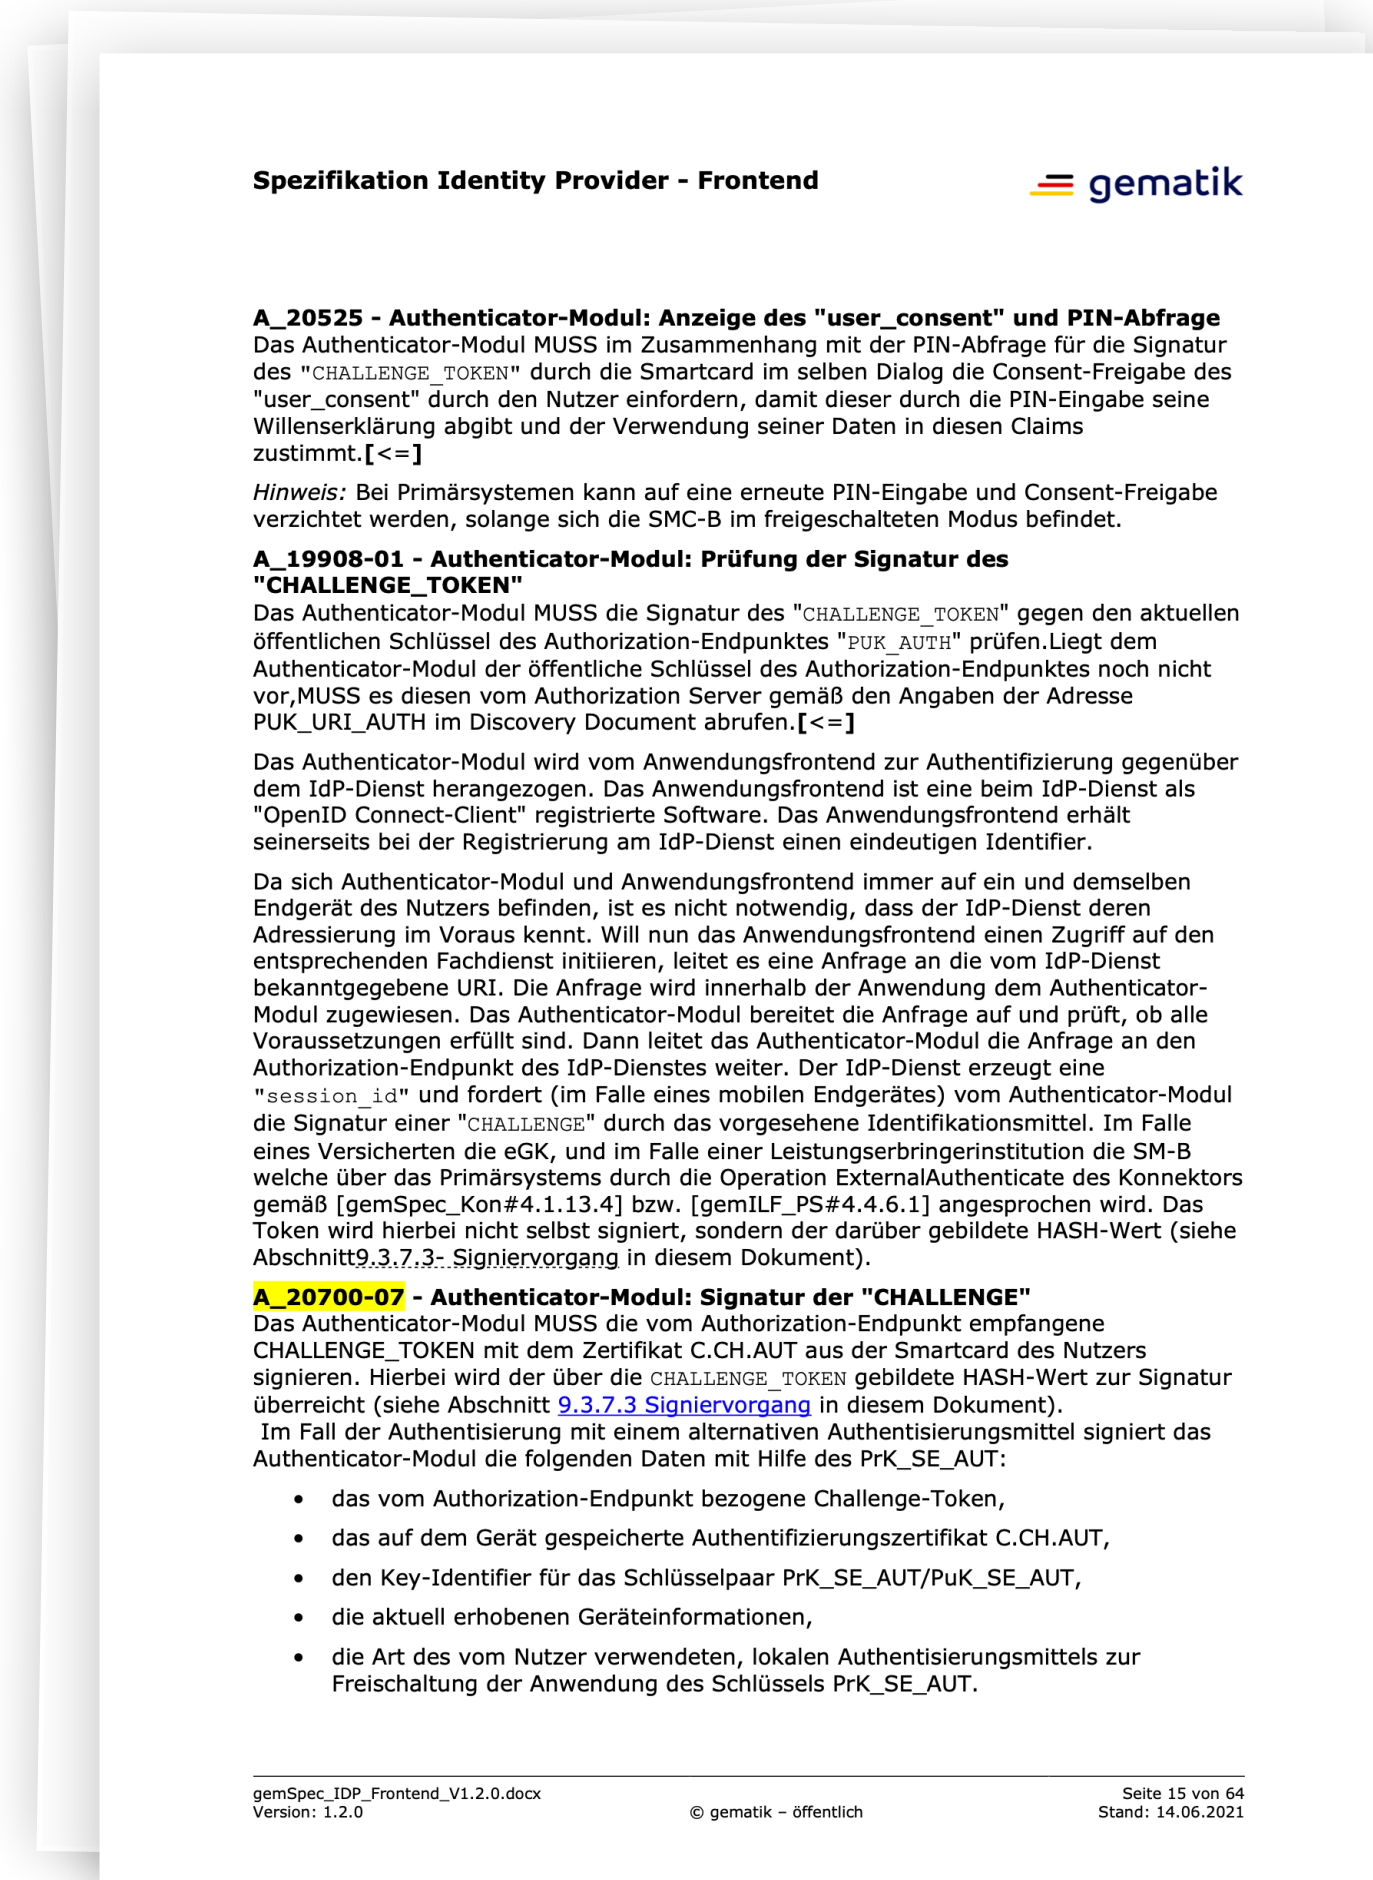 Spezifikation Identity Provider - Frontend
gematik
A_20525 - Authenticator-Modul: Anzeige des "user_consent" und PIN-Abfrage
Das Authenticator-Modul MUSS im Zusammenhang mit der PIN-Abfrage für die Signatur
des "CHALLENGE_TOKEN" durch die Smartcard im selben Dialog die Consent-Freigabe des
"user_consent" durch den Nutzer einfordern, damit dieser durch die PIN-Eingabe seine
Willenserklärung abgibt und der Verwendung seiner Daten in diesen Claims
zustimmt.[<=]
Hinweis: Bei Primärsystemen kann auf eine erneute PIN-Eingabe und Consent-Freigabe
verzichtet werden, solange sich die SMC-B im freigeschalteten Modus befindet.
A_19908-01 - Authenticator-Modul: Prüfung der Signatur des
"CHALLENGE_TOKEN"
Das Authenticator-Modul MUSS die Signatur des "CHALLENGE_TOKEN" gegen den aktuellen
öffentlichen Schlüssel des Authorization-Endpunktes "PUK_AUTH" prüfen.Liegt dem
Authenticator-Modul der öffentliche Schlüssel des Authorization-Endpunktes noch nicht
vor,MUSS es diesen vom Authorization Server gemäß den Angaben der Adresse
PUK_URI_AUTH im Discovery Document abrufen.[<=]
Das Authenticator-Modul wird vom Anwendungsfrontend zur Authentifizierung gegenüber
dem IdP-Dienst herangezogen. Das Anwendungsfrontend ist eine beim IdP-Dienst als
"OpenID Connect-Client" registrierte Software. Das Anwendungsfrontend erhält
seinerseits bei der Registrierung am IdP-Dienst einen eindeutigen Identifier.
Da sich Authenticator-Modul und Anwendungsfrontend immer auf ein und demselben
Endgerät des Nutzers befinden, ist es nicht notwendig, dass der IdP-Dienst deren
Adressierung im Voraus kennt. Will nun das Anwendungsfrontend einen Zugriff auf den
entsprechenden Fachdienst initiieren, leitet es eine Anfrage an die vom IdP-Dienst
bekanntgegebene URI. Die Anfrage wird innerhalb der Anwendung dem Authenticator-
Modul zugewiesen. Das Authenticator-Modul bereitet die Anfrage auf und prüft, ob alle
Voraussetzungen erfüllt sind. Dann leitet das Authenticator-Modul die Anfrage an den
Authorization-Endpunkt des IdP-Dienstes weiter. Der IdP-Dienst erzeugt eine
"session_id" und fordert (im Falle eines mobilen Endgerätes) vom Authenticator-Modul
die Signatur einer "CHALLENGE" durch das vorgesehene Identifikationsmittel. Im Falle
eines Versicherten die eGK, und im Falle einer Leistungserbringerinstitution die SM-B
welche über das Primärsystems durch die Operation ExternalAuthenticate des Konnektors
gemäß [gemSpec_Kon#4.1.13.4] bzw. [gemILF_PS#4.4.6.1] angesprochen wird. Das
Token wird hierbei nicht selbst signiert, sondern der darüber gebildete HASH-Wert (siehe
Abschnitt9.3.7.3- Signiervorgang in diesem Dokument).
A_20700-07 - Authenticator-Modul: Signatur der "CHALLENGE"
Das Authenticator-Modul MUSS die vom Authorization-Endpunkt empfangene
CHALLENGE_TOKEN mit dem Zertifikat C.CH.AUT aus der Smartcard des Nutzers
signieren. Hierbei wird der über die CHALLENGE_TOKEN gebildete HASH-Wert zur Signatur
überreicht (siehe Abschnitt 9.3.7.3 Signiervorgang in diesem Dokument).
Im Fall der Authentisierung mit einem alternativen Authentisierungsmittel signiert das
Authenticator-Modul die folgenden Daten mit Hilfe des PrK_SE_AUT:
• das vom Authorization-Endpunkt bezogene Challenge-Token,
• das auf dem Gerät gespeicherte Authentifizierungszertifikat C.CH.AUT,
• den Key-Identifier für das Schlüsselpaar PrK_SE_AUT/PuK_SE_AUT,
• die aktuell erhobenen Geräteinformationen,
• die Art des vom Nutzer verwendeten, lokalen Authentisierungsmittels zur
Freischaltung der Anwendung des Schlüssels PrK_SE_AUT.
gemSpec_IDP_Frontend_V1.2.0.docx
Seite 15 von 64
Version: 1.2.0
© gematik – öffentlich
Stand: 14.06.2021